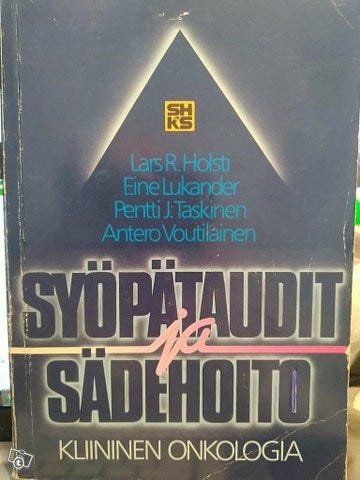 SH
KS
Lars R. Holsti
Eine Lukander
Pentti J. Taskinen
Antero Voutilainen
SYÖPÄTAUDIT
ja
SÄDEHOITO
KLIININEN ONKOLOGIA